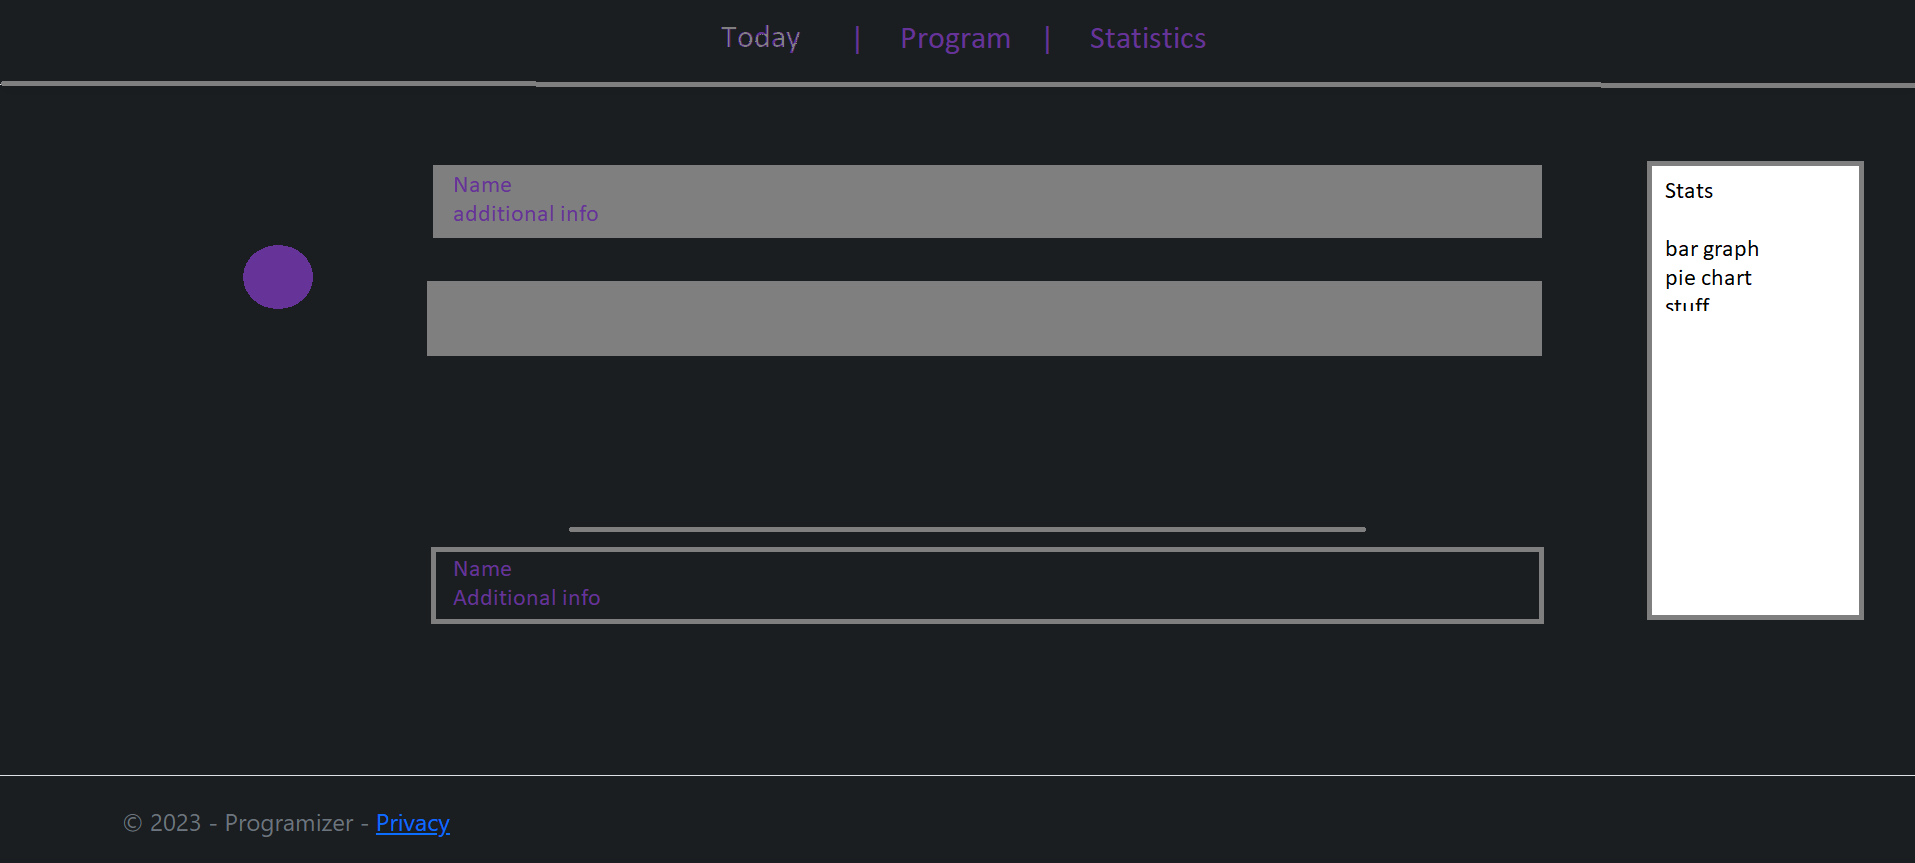 Today | Program | Statistics
Name
additional info
Stats
bar graph
pie chart
stuff
Name
Additional info
© 2023 - Programizer - Privacy